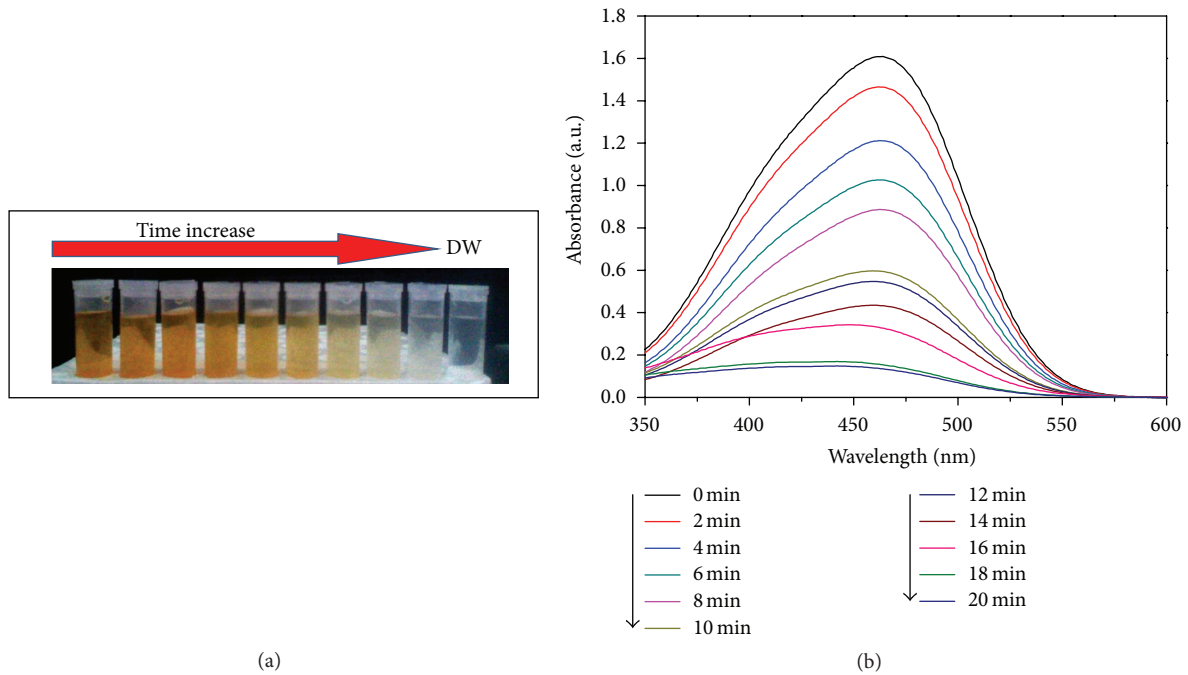 Time increase
DW
(a)
1.8
1.6
1.4
1.2
1.0
0.8
0.6
0.4
0.2
0.0
Absorbance (a.u.)
350 400 450 500 550 600
Wavelength (nm)
0 min
2 min
4 min
6 min
8 min
10 min
12 min
14 min
16 min
18 min
20 min
(b)